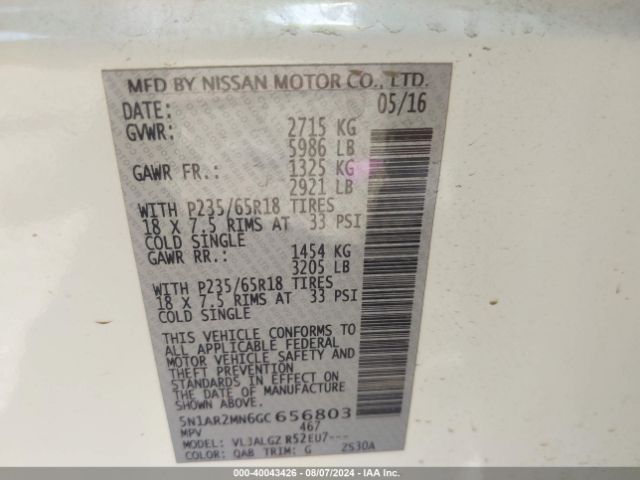 MFD BY NISSAN MOTOR CO., LTD.
DATE: 05/16
GVWR: 2715 KG
5986 LB
GAWR FR.: 1325 KG
2921 LB
WITH P235/65R18 TIRES
18 X 7.5 RIMS AT 33 PSI
COLD SINGLE
GAWR RR.: 1454 KG
3205 LB
WITH P235/65R18 TIRES
18 X 7.5 RIMS AT 33 PSI
COLD SINGLE
THIS VEHICLE CONFORMS TO
ALL APPLICABLE FEDERAL
MOTOR VEHICLE SAFETY AND
THEFT PREVENTION
STANDARDS IN EFFECT ON
THE DATE OF MANUFACTURE
SHOWN ABOVE.
5N1AR2MN6GC656803
MPV 467
MODEL: VLJALGZ R52EU7---
COLOR: QAB TRIM: G 2S30A
000 - 40043426 - 08/07/2024 - IAA Inc.